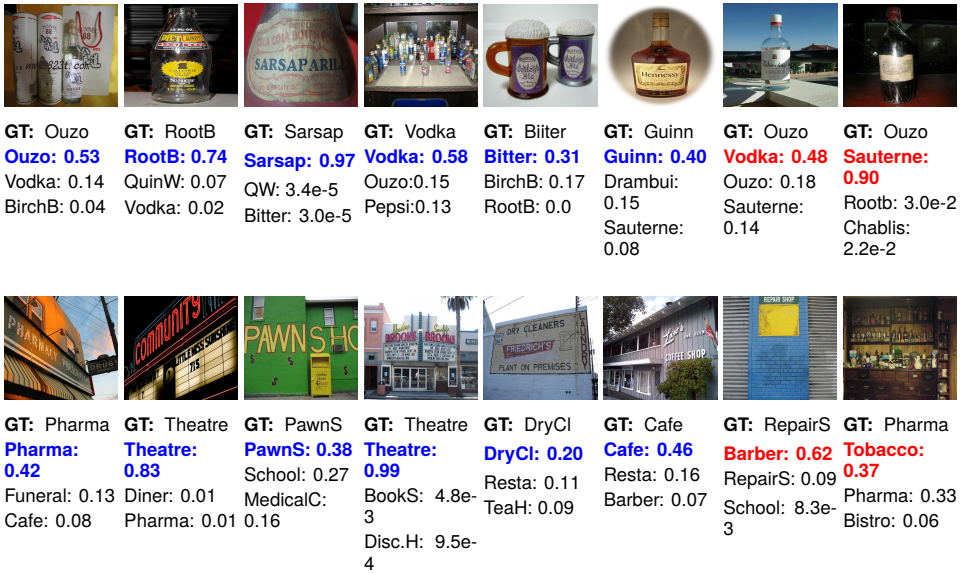 SARSAPARILL
Hennessy
GT: Ouzo
Ouzo: 0.53
Vodka: 0.14
BirchB: 0.04
GT: RootB
RootB: 0.74
QuinW: 0.07
Vodka: 0.02
GT: Sarsap
Sarsap: 0.97
QW: 3.4e-5
Bitter: 3.0e-5
GT: Vodka
Vodka: 0.58
Ouzo:0.15
Pepsi:0.13
GT: Biiter
Bitter: 0.31
BirchB: 0.17
RootB: 0.0
GT: Guinn
Guinn: 0.40
Drambui:
0.15
Sauterne:
0.08
GT: Ouzo
Vodka: 0.48
Ouzo: 0.18
Sauterne:
0.14
GT: Ouzo
Sauterne:
0.90
Rootb: 3.0e-2
Chablis:
2.2e-2
PHARMACY
COMMUNITY
715
PAWNSHO
BROOKS BROOKS
DRY CLEANERS
FRIEDRICH'S
PLANT ON PREMISES
LAUNDRY
COFFEE SHOP
REPAIR SHOP
GT: Pharma
Pharma:
0.42
Funeral: 0.13
Cafe: 0.08
GT: Theatre
Theatre:
0.83
Diner: 0.01
Pharma: 0.01
GT: PawnS
PawnS: 0.38
School: 0.27
MedicalC:
0.16
GT: Theatre
Theatre:
0.99
BookS: 4.8e-
3
Disc.H: 9.5e-
4
GT: DryCl
DryCl: 0.20
Resta: 0.11
TeaH: 0.09
GT: Cafe
Cafe: 0.46
Resta: 0.16
Barber: 0.07
GT: RepairS
Barber: 0.62
RepairS: 0.09
School: 8.3e-
3
GT: Pharma
Tobacco:
0.37
Pharma: 0.33
Bistro: 0.06